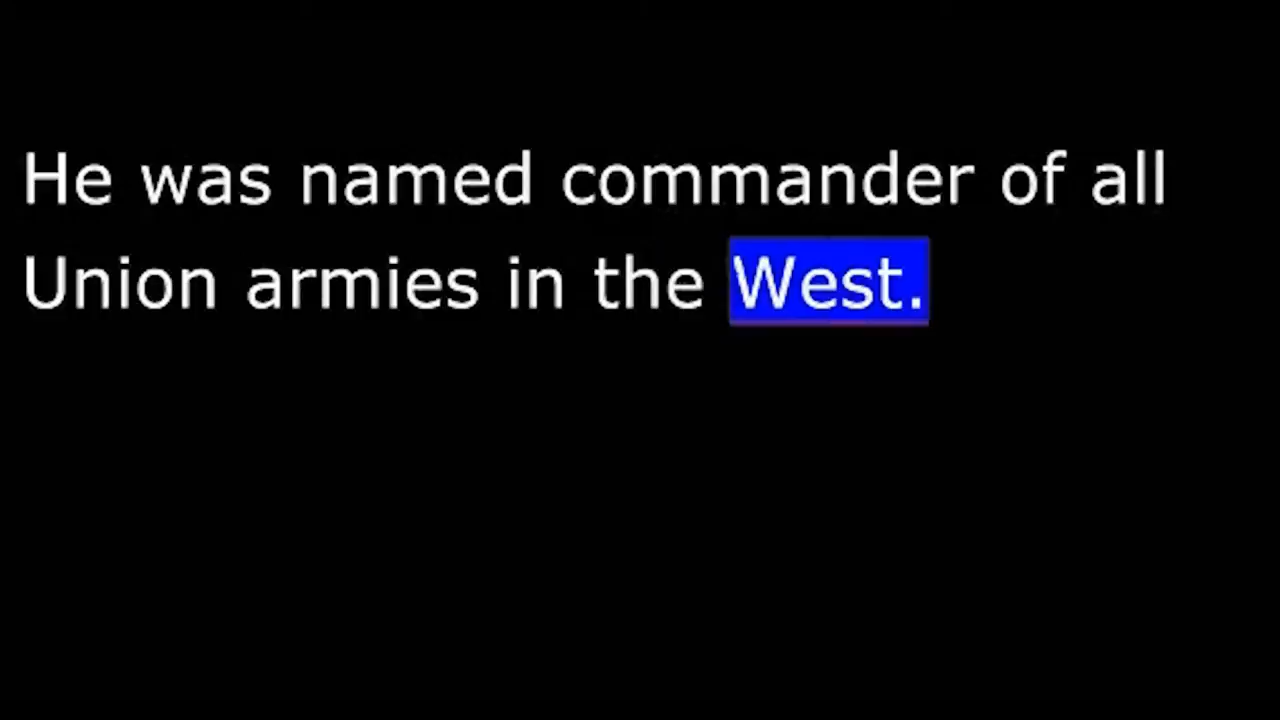 He was named commander of all
Union armies in the West.